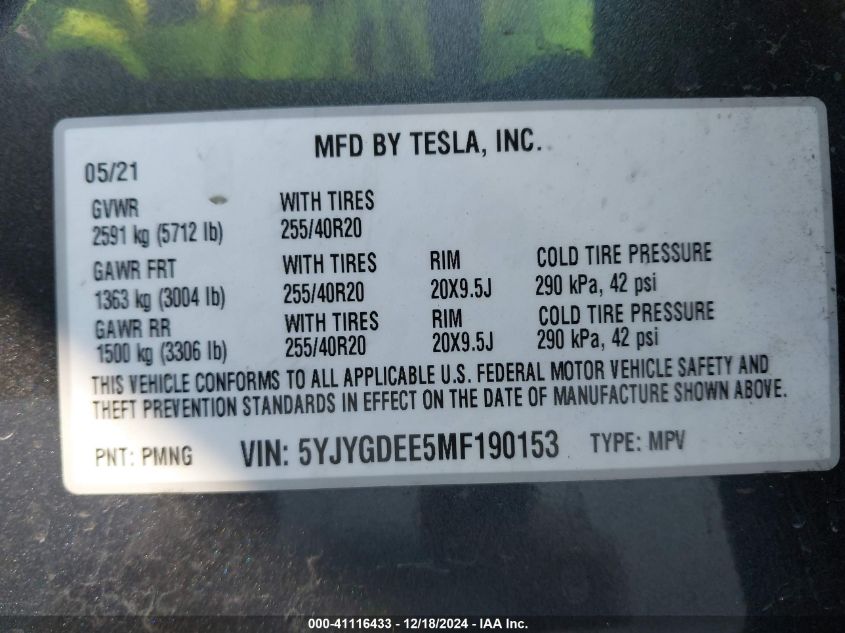 MFD BY TESLA, INC.
05/21
GVWR WITH TIRES
2591 kg (5712 lb) 255/40R20
GAWR FRT WITH TIRES RIM COLD TIRE PRESSURE
1363 kg (3004 lb) 255/40R20 20X9.5J 290 kPa, 42 psi
GAWR RR WITH TIRES RIM COLD TIRE PRESSURE
1500 kg (3306 lb) 255/40R20 20X9.5J 290 kPa, 42 psi
THIS VEHICLE CONFORMS TO ALL APPLICABLE U.S. FEDERAL MOTOR VEHICLE SAFETY AND
THEFT PREVENTION STANDARDS IN EFFECT ON THE DATE OF MANUFACTURE SHOWN ABOVE.
PNT: PMNG VIN: 5YJYGDEE5MF190153 TYPE: MPV
000-41116433 - 12/18/2024 - IAA Inc.